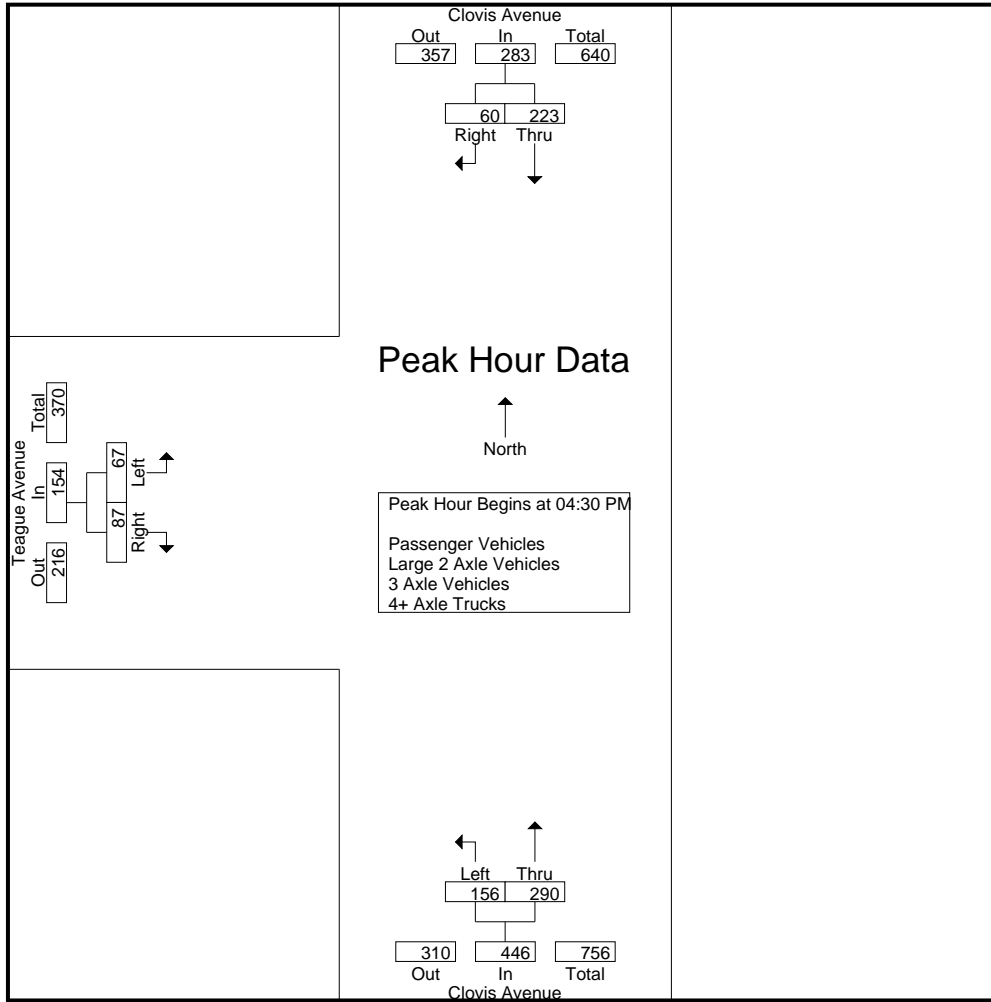 Clovis Avenue
Out In Total
357 283 640
60 223
Right Thru
Peak Hour Data
North
Peak Hour Begins at 04:30 PM
Passenger Vehicles
Large 2 Axle Vehicles
3 Axle Vehicles
4+ Axle Trucks
Teague Avenue
Out In Total
216 154 370
87 67
Right Left
Left Thru
156 290
310 446 756
Out In Total
Clovis Avenue